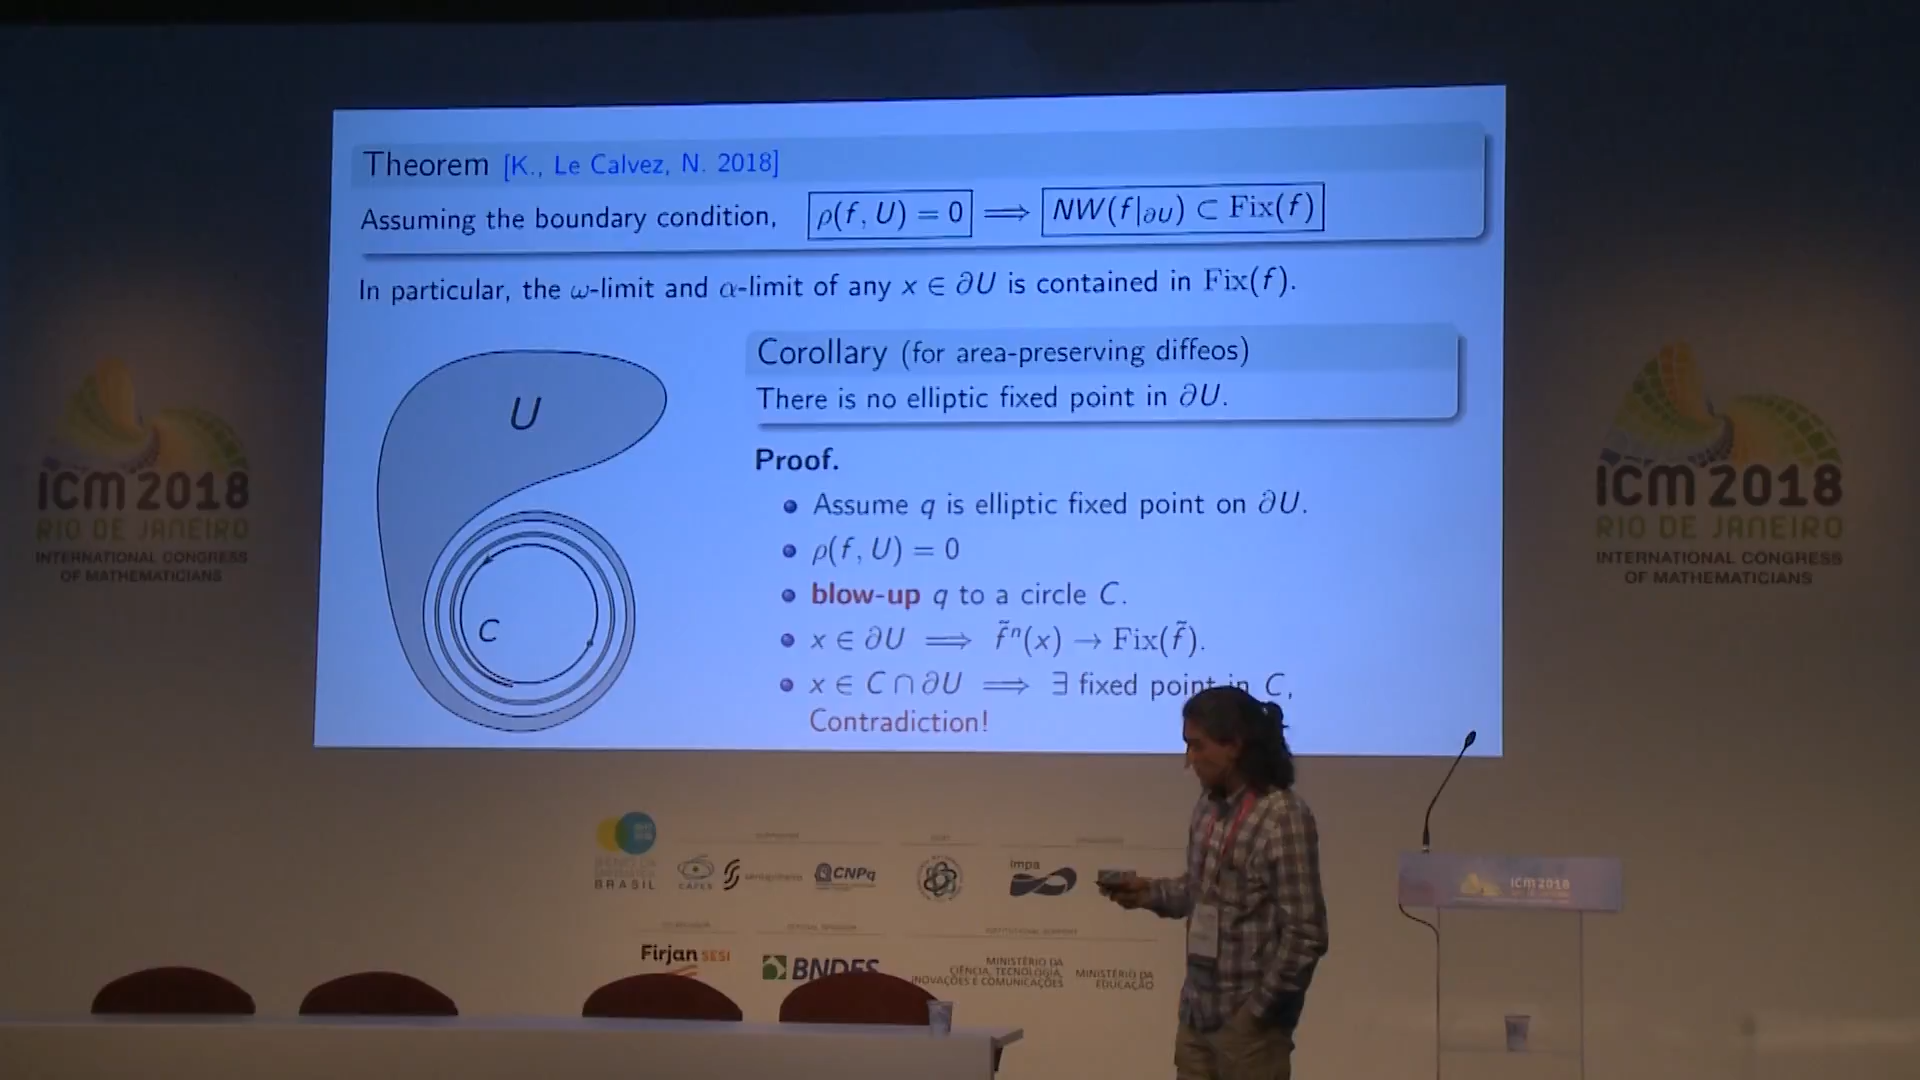 Theorem [K., Le Calvez, N. 2018]
Assuming the boundary condition, ρ(f, U) = 0 ⟹ NW(f|∂U) ⊂ Fix(f)
In particular, the ω-limit and α-limit of any x ∈ ∂U is contained in Fix(f).
U
C
Corollary (for area-preserving diffeos)
There is no elliptic fixed point in ∂U.
Proof.
• Assume q is elliptic fixed point on ∂U.
• ρ(f, U) = 0
• blow-up q to a circle C.
• x ∈ ∂U ⟹ f̃ⁿ(x) → Fix(f̃).
• x ∈ C ∩ ∂U ⟹ ∃ fixed point in C,
Contradiction!
ICM 2018
RIO DE JANEIRO
INTERNATIONAL CONGRESS
OF MATHEMATICIANS
ICM 2018
RIO DE JANEIRO
INTERNATIONAL CONGRESS
OF MATHEMATICIANS
BRASIL
CAPES
CNPq
impa
Firjan SESI
BNDES
INSTITUTIONAL SUPPORT
MINISTÉRIO DA
CIÊNCIA, TECNOLOGIA,
INOVAÇÕES E COMUNICAÇÕES
MINISTÉRIO DA
EDUCAÇÃO
ICM 2018